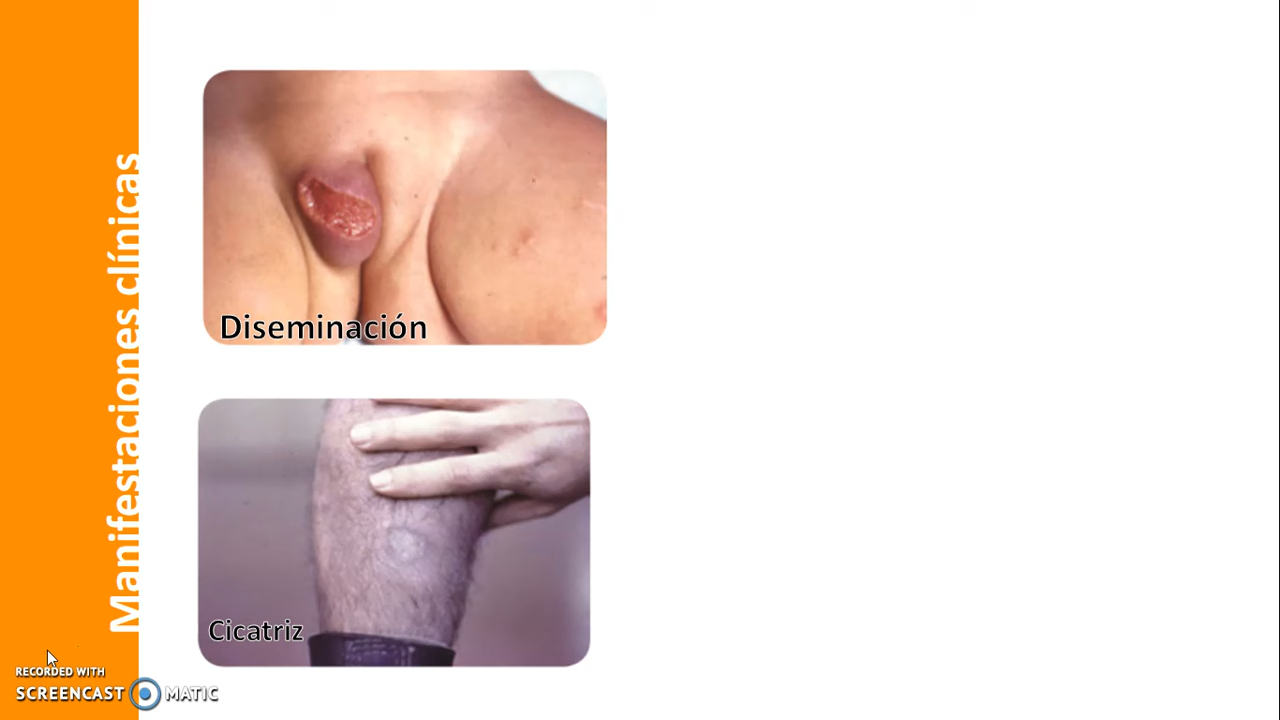 Manifestaciones clínicas
Diseminación
Cicatriz
RECORDED WITH
SCREENCAST MATIC